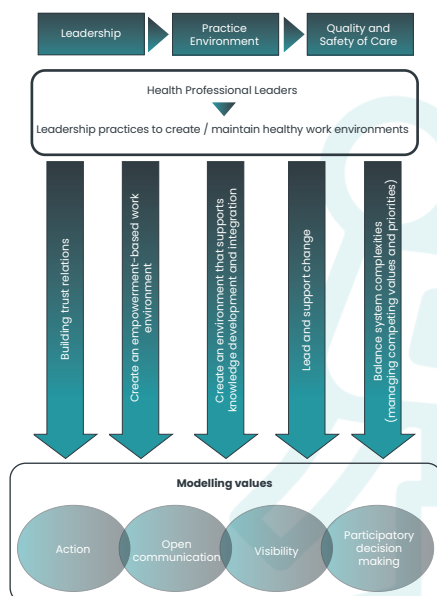 Leadership
Practice
Environment
Quality and
Safety of Care
Health Professional Leaders
Leadership practices to create / maintain healthy work environments
Building trust relations
Create an empowerment-based work
environment
Create an environment that supports
knowledge development and integration
Lead and support change
Balance system complexities
(managing competing values and priorities)
Modelling values
Action
Open
communication
Visibility
Participatory
decision
making